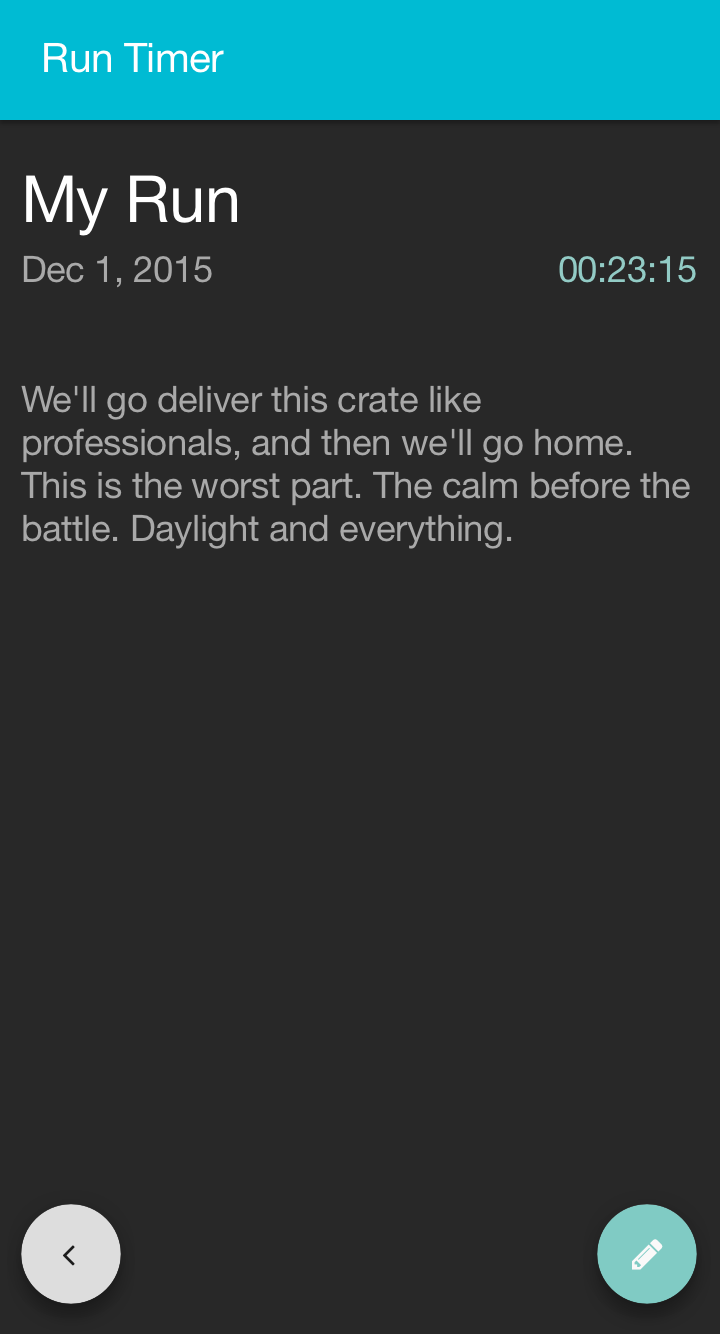 Run Timer
My Run
Dec 1, 2015
00:23:15
We'll go deliver this crate like
professionals, and then we'll go home.
This is the worst part. The calm before the
battle. Daylight and everything.